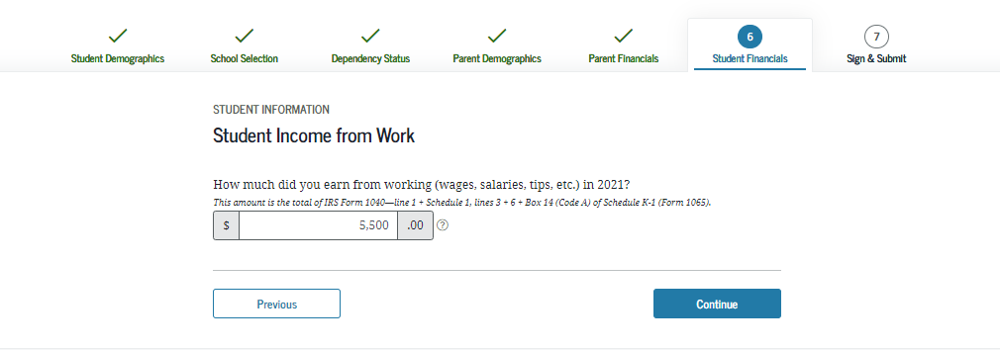 6
7
Student Demographics
School Selection
Dependency Status
Parent Demographics
Parent Financials
Student Financials
Sign & Submit
STUDENT INFORMATION
Student Income from Work
How much did you earn from working (wages, salaries, tips, etc.) in 2021?
This amount is the total of IRS Form 1040—line 1 + Schedule 1, lines 3 + 6 + Box 14 (Code A) of Schedule K-1 (Form 1065).
$ 5,500 .00 ?
Previous
Continue